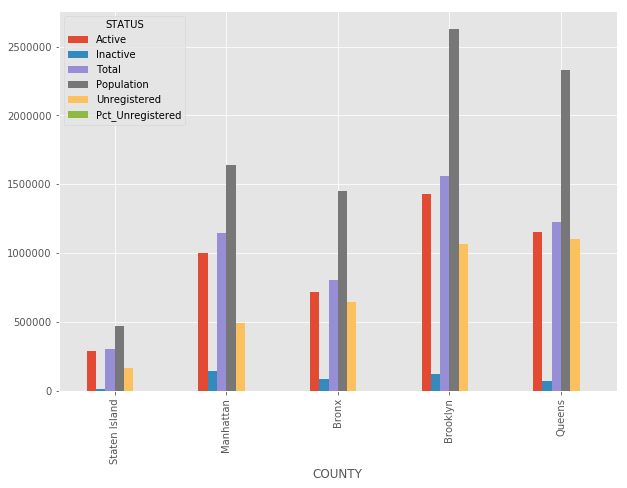 STATUS
Active
Inactive
Total
Population
Unregistered
Pct_Unregistered
2500000
2000000
1500000
1000000
500000
0
Staten Island
Manhattan
Bronx
Brooklyn
Queens
COUNTY